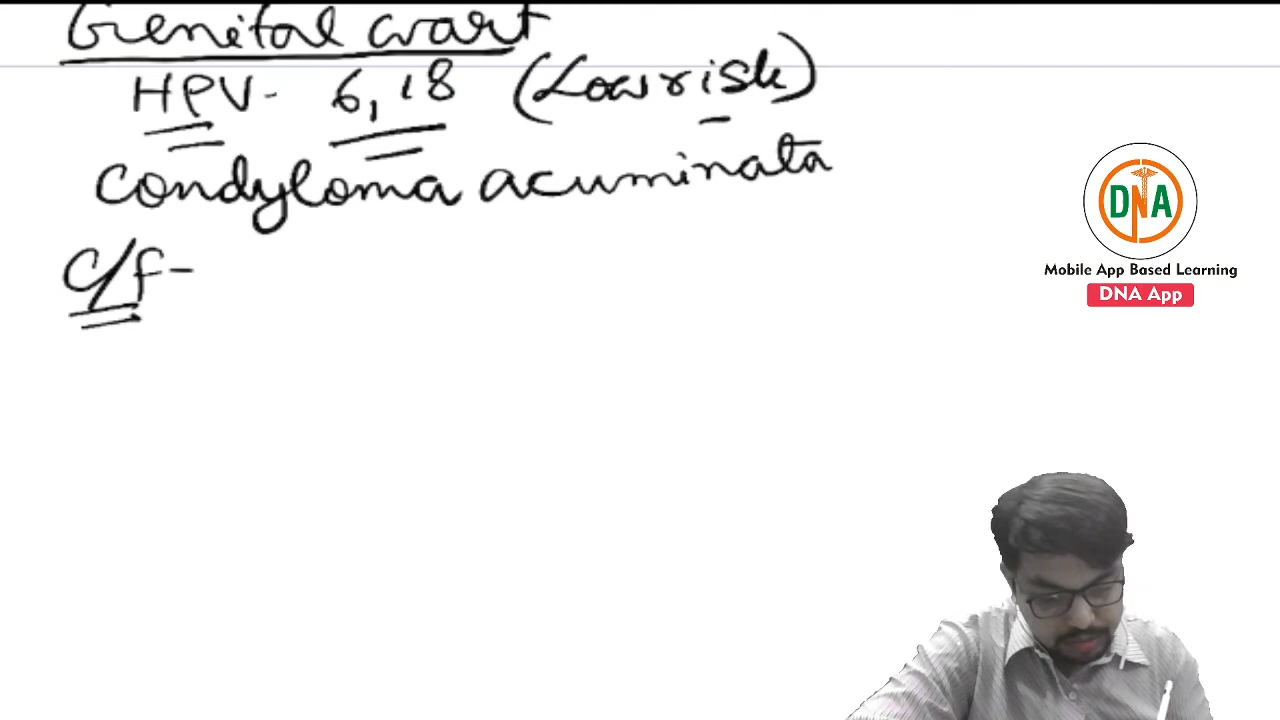 Genital wart
HPV- 6, 18 (Low risk)
Condyloma acuminata
C/f -
DNA
Mobile App Based Learning
DNA App